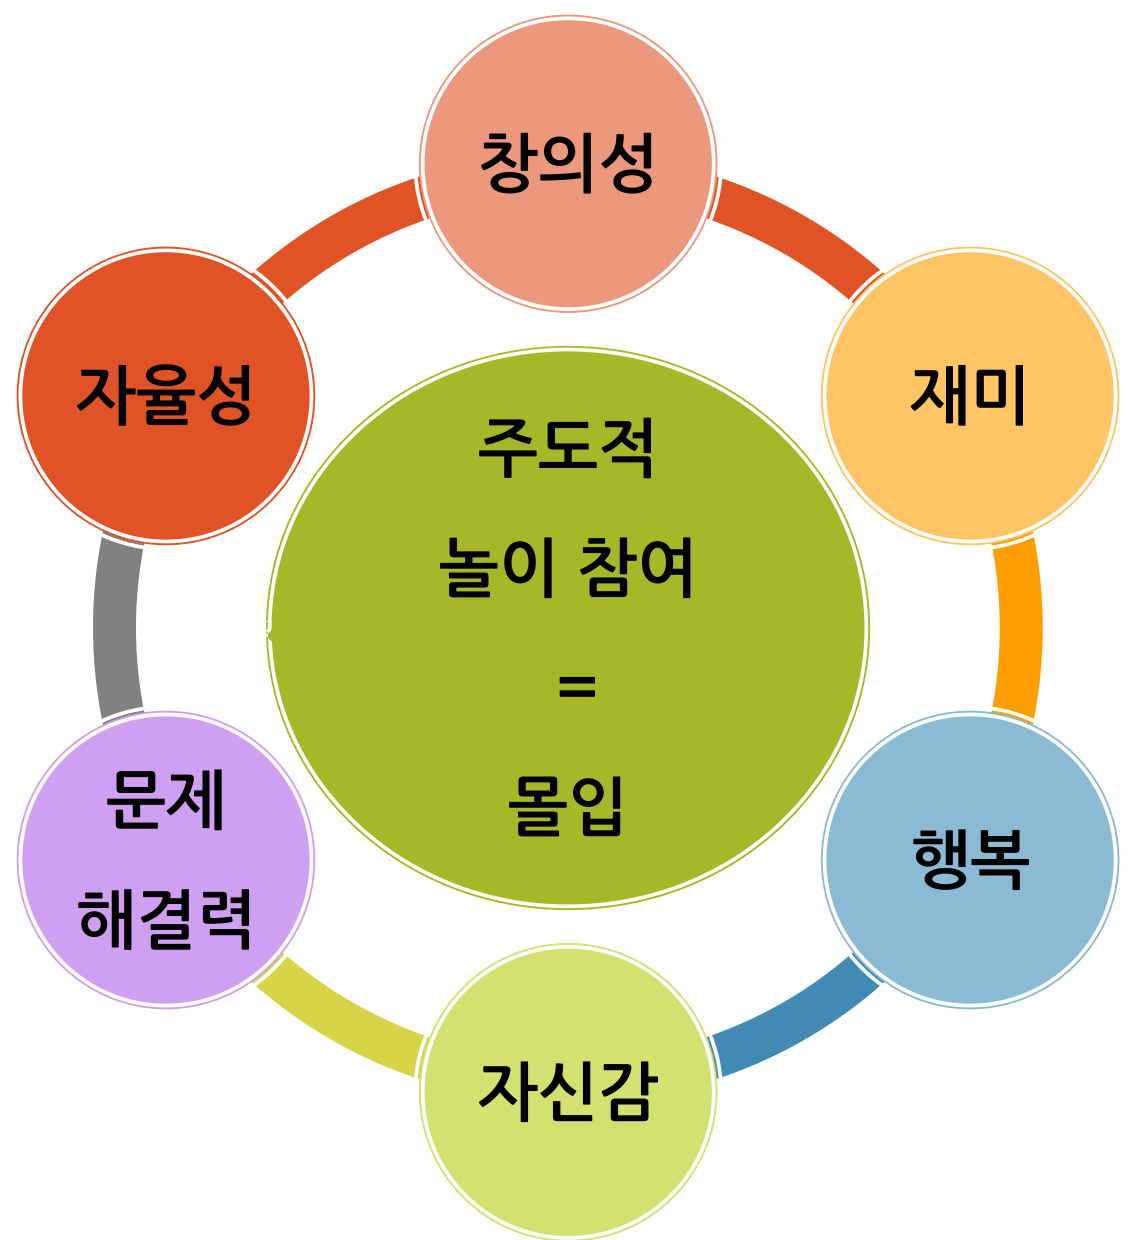 창의성
재미
행복
자신감
문제
해결력
자율성
주도적
놀이 참여
=
몰입